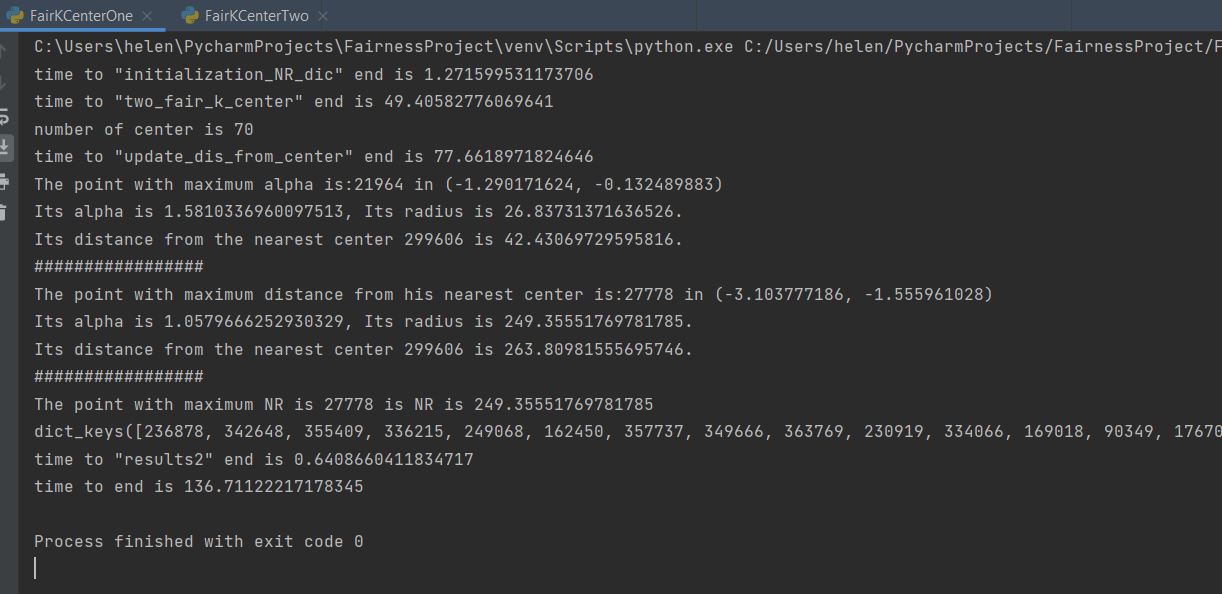 FairKCenterOne × FairKCenterTwo ×
C:\Users\helen\PycharmProjects\FairnessProject\venv\Scripts\python.exe C:/Users/helen/PycharmProjects/FairnessProject/F
time to "initialization_NR_dic" end is 1.271599531173706
time to "two_fair_k_center" end is 49.40582776069641
number of center is 70
time to "update_dis_from_center" end is 77.6618971824646
The point with maximum alpha is:21964 in (-1.290171624, -0.132489883)
Its alpha is 1.5810336960097513, Its radius is 26.83731371636526.
Its distance from the nearest center 299606 is 42.43069729595816.
#################
The point with maximum distance from his nearest center is:27778 in (-3.103777186, -1.555961028)
Its alpha is 1.0579666252930329, Its radius is 249.35551769781785.
Its distance from the nearest center 299606 is 263.80981555695746.
#################
The point with maximum NR is 27778 is NR is 249.35551769781785
dict_keys([236878, 342648, 355409, 336215, 249068, 162450, 357737, 349666, 363769, 230919, 334066, 169018, 90349, 17670
time to "results2" end is 0.6408660411834717
time to end is 136.71122217178345
Process finished with exit code 0